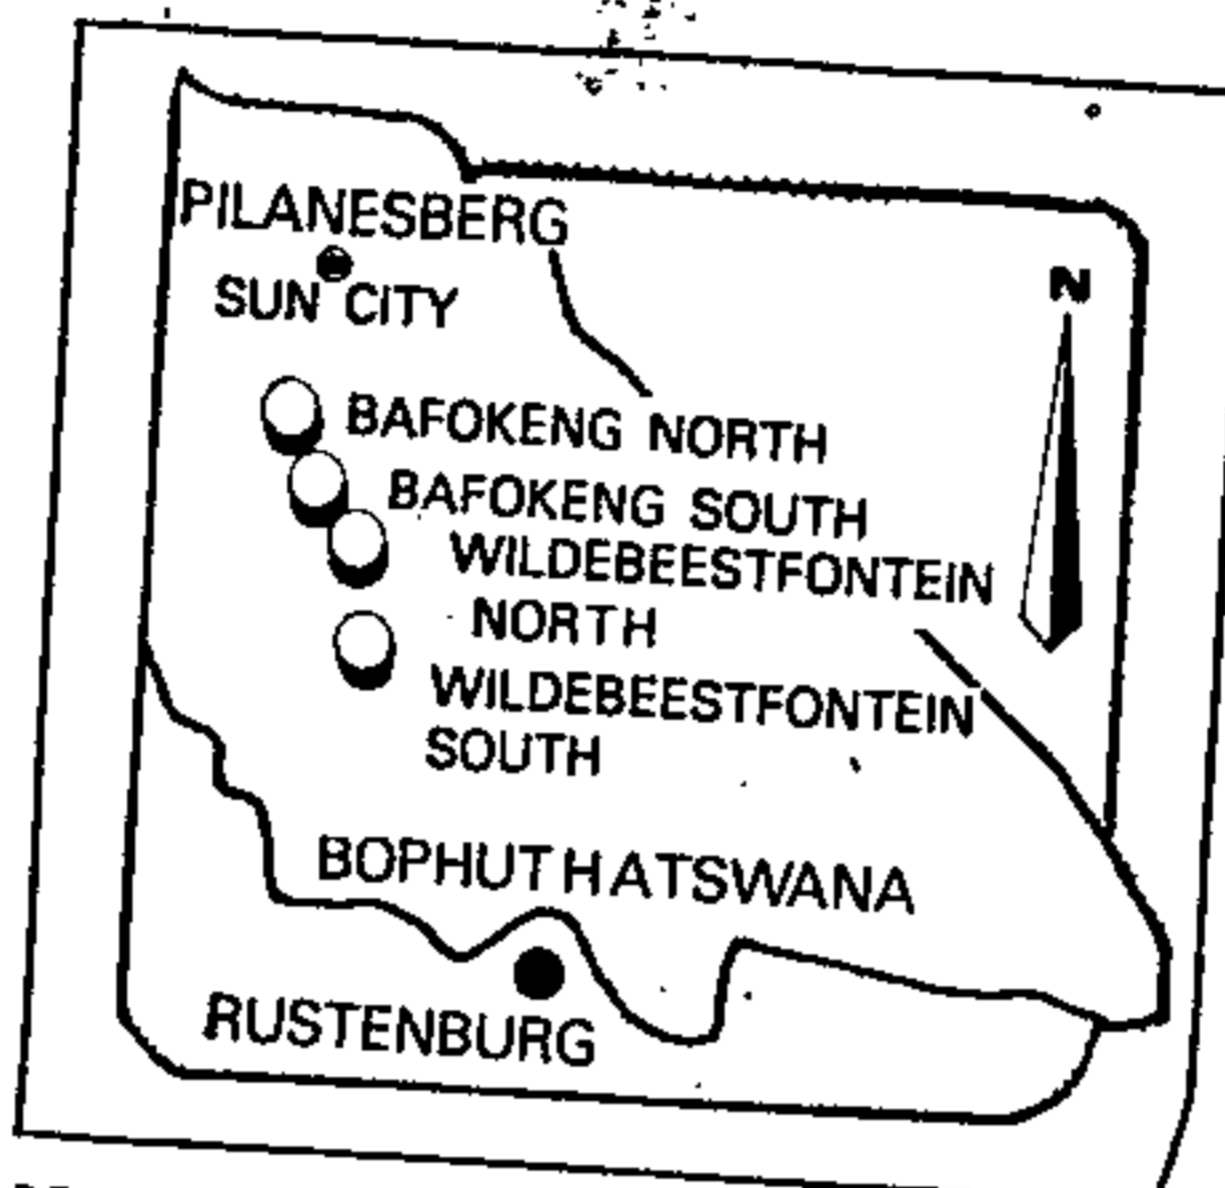 PILANESBERG
SUN CITY
N
BAFOKENG NORTH
BAFOKENG SOUTH
WILDEBEESTFONTEIN
NORTH
WILDEBEESTFONTEIN
SOUTH
BOPHUTHATSWANA
RUSTENBURG